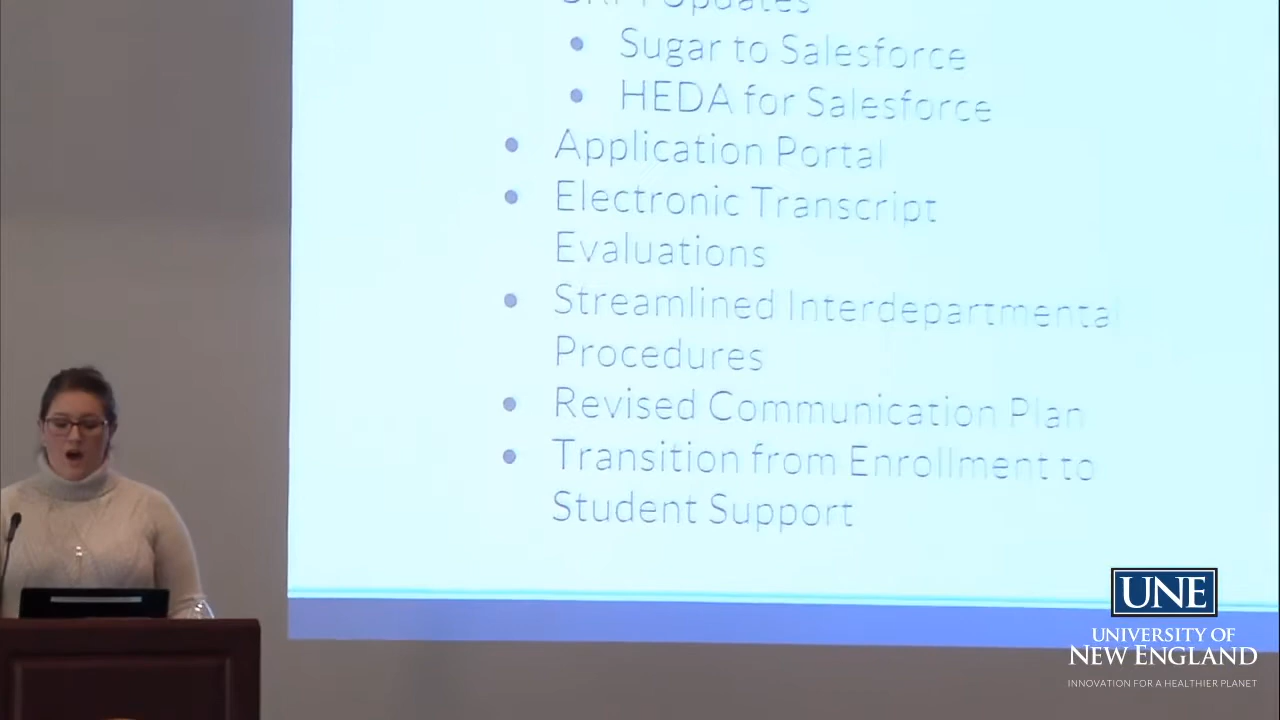 Updates
Sugar to Salesforce
HEDA for Salesforce
Application Portal
Electronic Transcript
Evaluations
Streamlined Interdepartmental
Procedures
Revised Communication Plan
Transition from Enrollment to
Student Support
UNE
UNIVERSITY OF
NEW ENGLAND
INNOVATION FOR A HEALTHIER PLANET